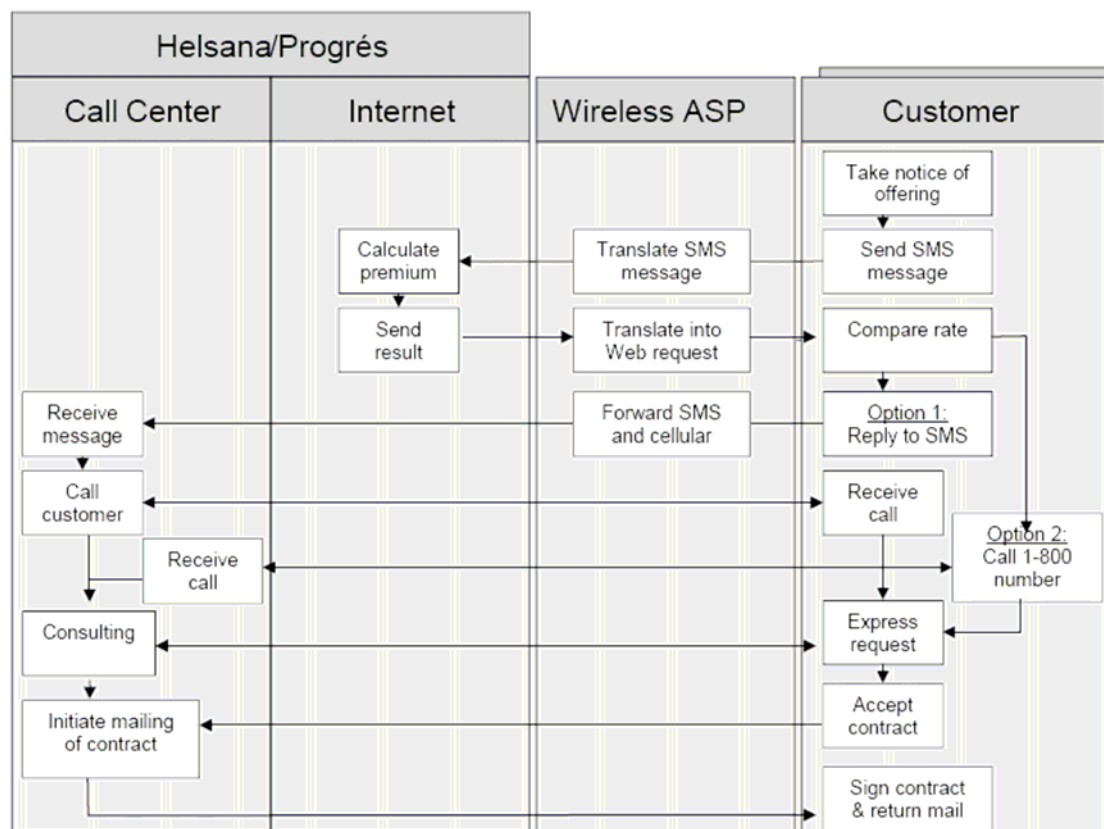 Helsana/Progrés
Call Center
Internet
Wireless ASP
Customer
Take notice of
offering
Calculate
premium
Translate SMS
message
Send SMS
message
Send
result
Translate into
Web request
Compare rate
Receive
message
Forward SMS
and cellular
Option 1:
Reply to SMS
Call
customer
Receive
call
Receive
call
Option 2:
Call 1-800
number
Consulting
Express
request
Initiate mailing
of contract
Accept
contract
Sign contract
& return mail